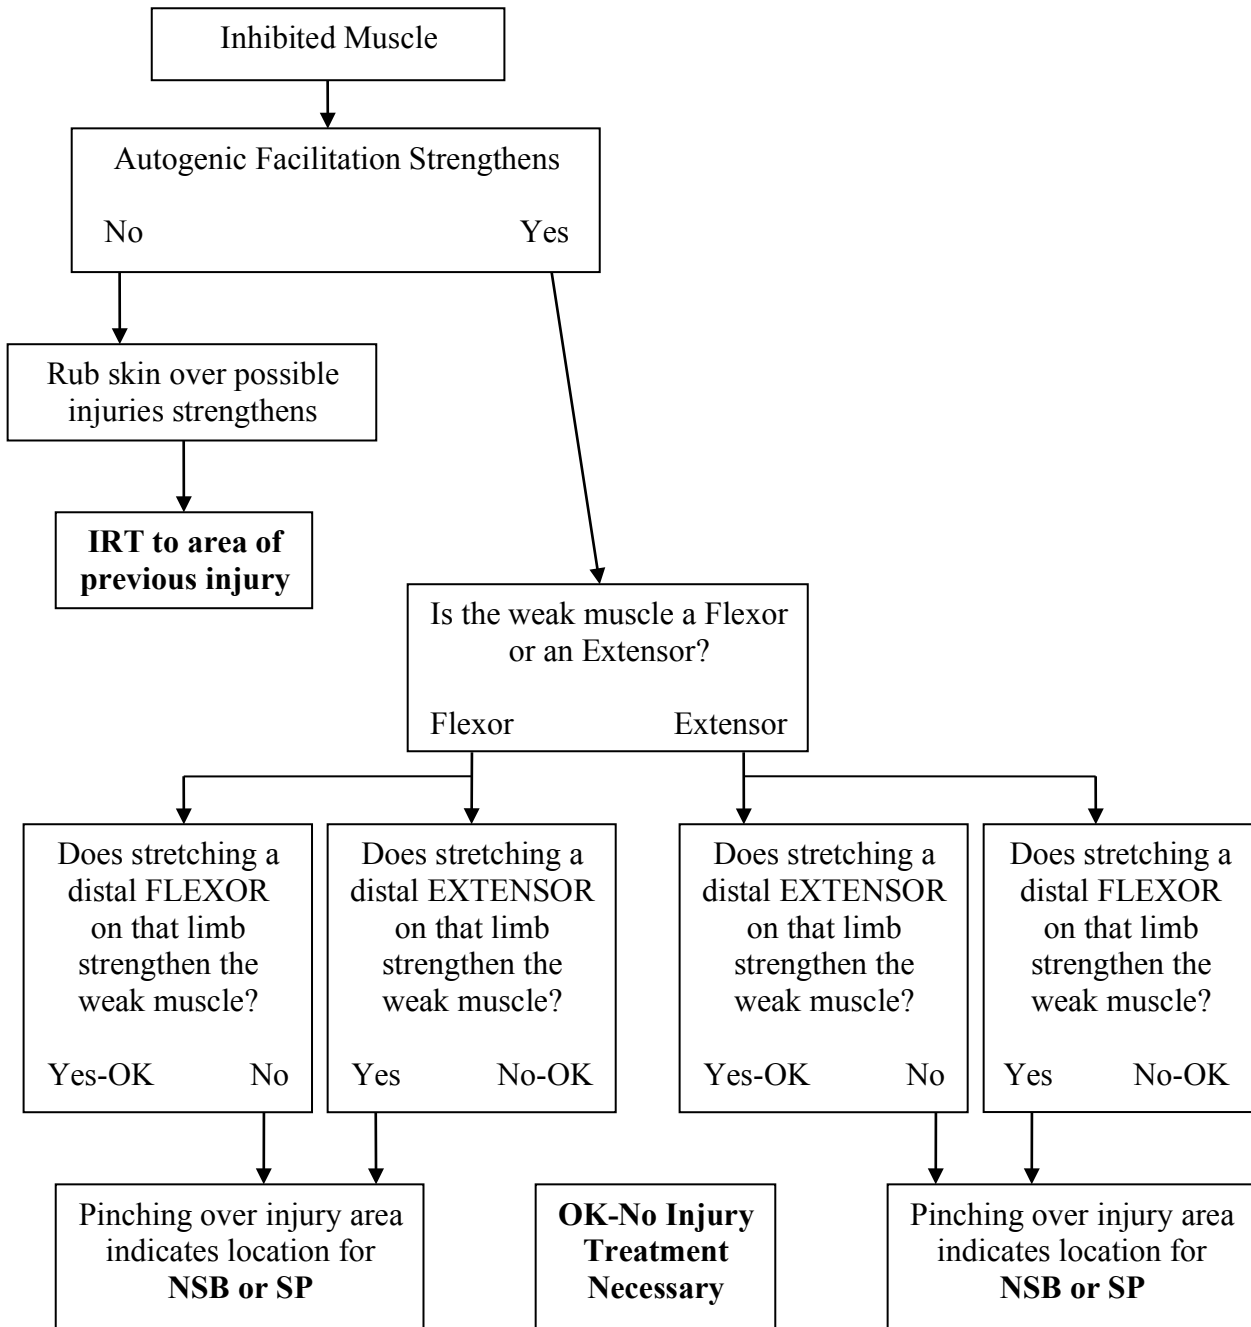 Inhibited Muscle
Autogenic Facilitation Strengthens
No Yes
Rub skin over possible
injuries strengthens
IRT to area of
previous injury
Is the weak muscle a Flexor
or an Extensor?
Flexor Extensor
Does stretching a
distal FLEXOR
on that limb
strengthen the
weak muscle?
Yes-OK No
Does stretching a
distal EXTENSOR
on that limb
strengthen the
weak muscle?
Yes No-OK
Does stretching a
distal EXTENSOR
on that limb
strengthen the
weak muscle?
Yes-OK No
Does stretching a
distal FLEXOR
on that limb
strengthen the
weak muscle?
Yes No-OK
Pinching over injury area
indicates location for
NSB or SP
OK-No Injury
Treatment
Necessary
Pinching over injury area
indicates location for
NSB or SP